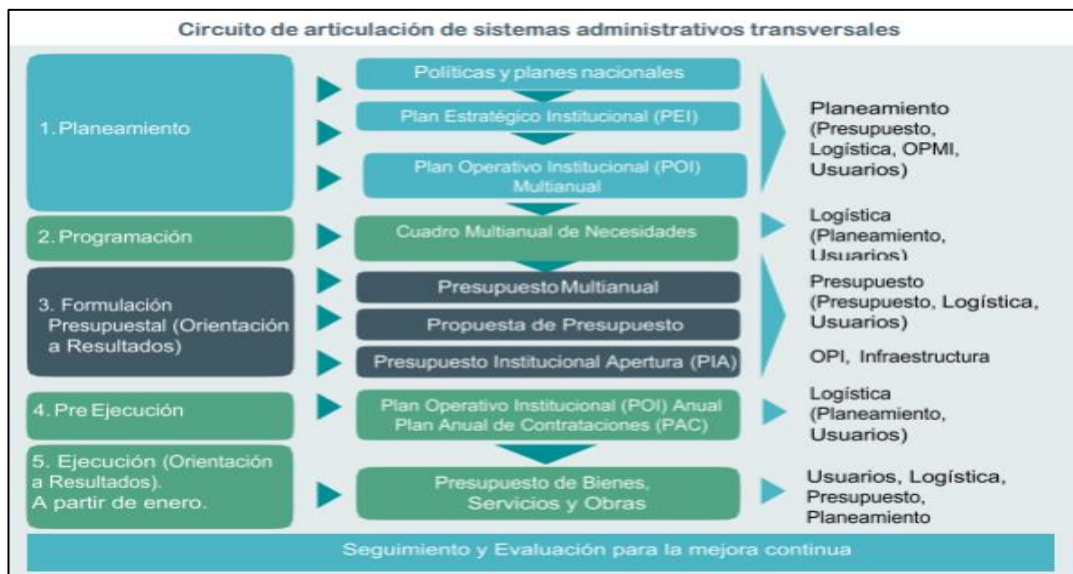 Circuito de articulación de sistemas administrativos transversales
1. Planeamiento
Políticas y planes nacionales
Plan Estratégico Institucional (PEI)
Plan Operativo Institucional (POI)
Multianual
Planeamiento
(Presupuesto,
Logística, OPMI,
Usuarios)
2. Programación
Cuadro Multianual de Necesidades
Logística
(Planeamiento,
Usuarios)
3. Formulación
Presupuestal (Orientación
a Resultados)
Presupuesto Multianual
Propuesta de Presupuesto
Presupuesto Institucional Apertura (PIA)
Presupuesto
(Presupuesto, Logística,
Usuarios)
OPI, Infraestructura
4. Pre Ejecución
Plan Operativo Institucional (POI) Anual
Plan Anual de Contrataciones (PAC)
Logística
(Planeamiento,
Usuarios)
5. Ejecución (Orientación
a Resultados).
A partir de enero.
Presupuesto de Bienes,
Servicios y Obras
Usuarios, Logística,
Presupuesto,
Planeamiento
Seguimiento y Evaluación para la mejora continua